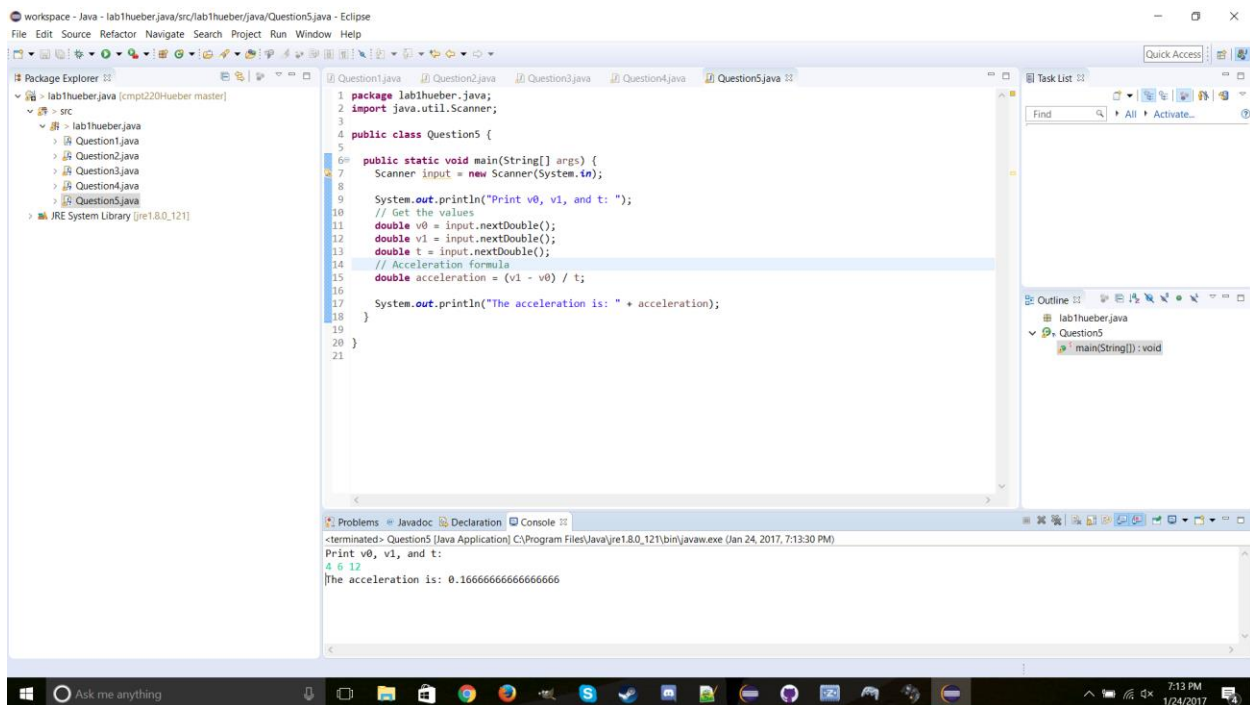 workspace - Java - lab1hueber.java/src/lab1hueber/java/Question5.java - Eclipse
File Edit Source Refactor Navigate Search Project Run Window Help
Quick Access
Package Explorer
> lab1hueber.java [cmpt220Hueber master]
> src
> lab1hueber.java
> Question1.java
> Question2.java
> Question3.java
> Question4.java
> Question5.java
> JRE System Library [jre1.8.0_121]
Question1.java Question2.java Question3.java Question4.java Question5.java
1 package lab1hueber.java;
2 import java.util.Scanner;
3
4 public class Question5 {
5
6 public static void main(String[] args) {
7 Scanner input = new Scanner(System.in);
8
9 System.out.println("Print v0, v1, and t: ");
10 // Get the values
11 double v0 = input.nextDouble();
12 double v1 = input.nextDouble();
13 double t = input.nextDouble();
14 // Acceleration formula
15 double acceleration = (v1 - v0) / t;
16
17 System.out.println("The acceleration is: " + acceleration);
18 }
19
20 }
21
Task List
Find All Activate...
Outline
lab1hueber.java
Question5
main(String[]) : void
Problems Javadoc Declaration Console
<terminated> Question5 [Java Application] C:\Program Files\Java\jre1.8.0_121\bin\javaw.exe (Jan 24, 2017, 7:13:30 PM)
Print v0, v1, and t:
4 6 12
The acceleration is: 0.16666666666666666
Ask me anything
7:13 PM
1/24/2017